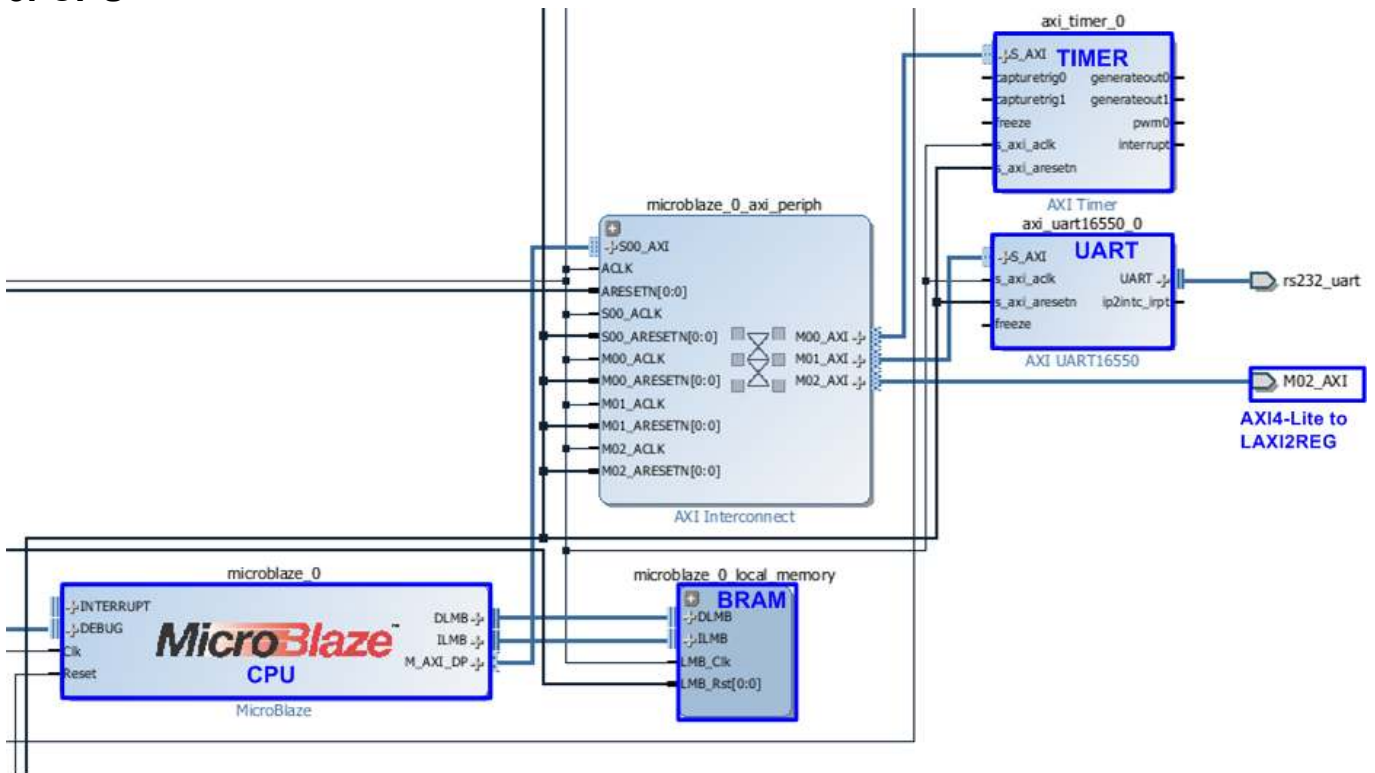 axi_timer_0
S_AXI TIMER
capturetrig0 generateout0
capturetrig1 generateout1
freeze pwm0
s_axi_aclk interrupt
s_axi_aresetn
AXI Timer
microblaze_0_axi_periph
S00_AXI
ACLK
ARESETN[0:0]
S00_ACLK
S00_ARESETN[0:0] M00_AXI
M00_ACLK M01_AXI
M00_ARESETN[0:0] M02_AXI
M01_ACLK
M01_ARESETN[0:0]
M02_ACLK
M02_ARESETN[0:0]
AXI Interconnect
axi_uart16550_0
S_AXI UART
s_axi_aclk UART
s_axi_aresetn ip2intc_irpt
freeze
AXI UART16550
rs232_uart
M02_AXI
AXI4-Lite to
LAXI2REG
microblaze_0
INTERRUPT
DEBUG
Clk
Reset
MicroBlaze™
CPU
DLMB
ILMB
M_AXI_DP
MicroBlaze
microblaze_0_local_memory
BRAM
DLMB
ILMB
LMB_Clk
LMB_Rst[0:0]